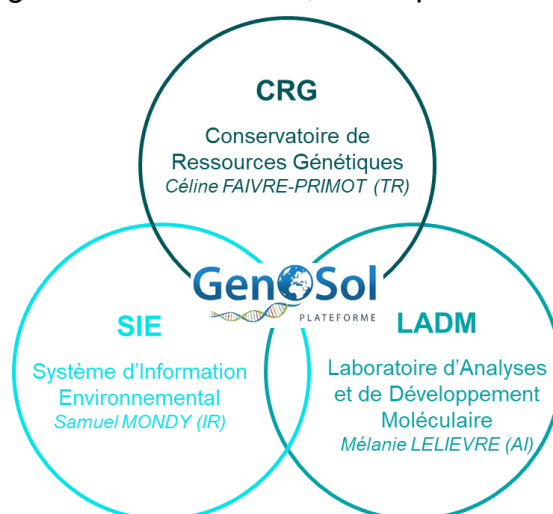 CRG
Conservatoire de
Ressources Génétiques
Céline FAIVRE-PRIMOT (TR)
GenoSol
PLATEFORME
SIE
Système d'Information
Environnemental
Samuel MONDY (IR)
LADM
Laboratoire d'Analyses
et de Développement
Moléculaire
Mélanie LELIEVRE (AI)